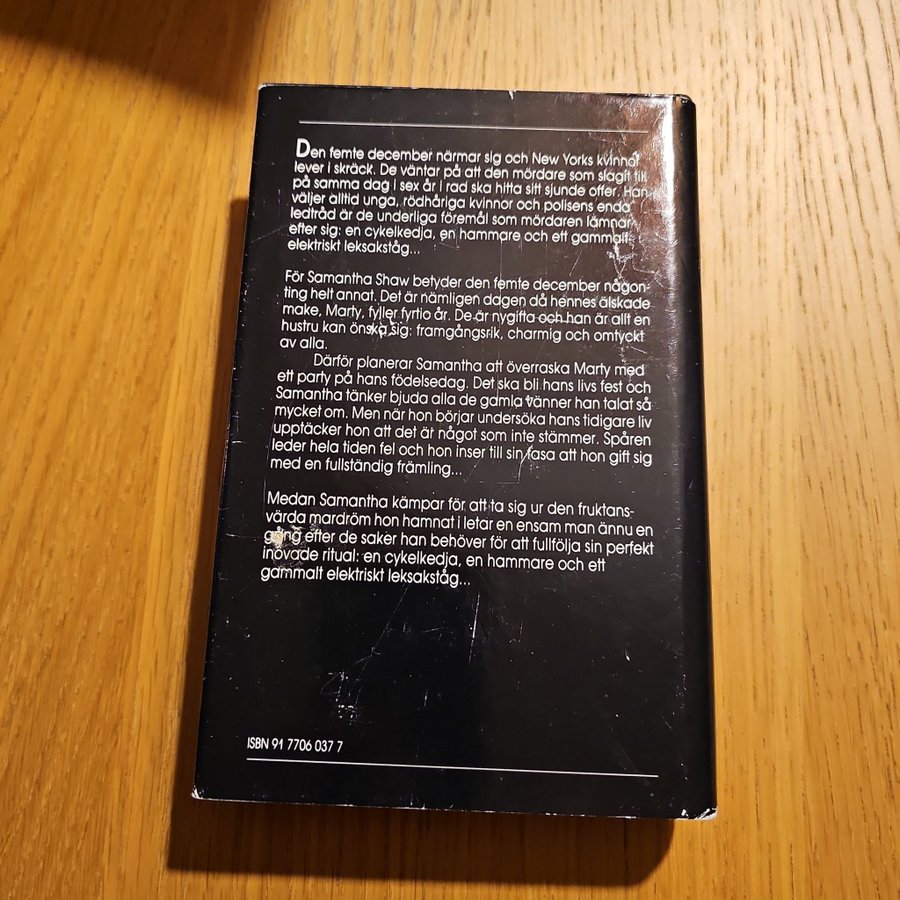 Den femte december närmar sig och New Yorks kvinnor
lever i skräck. De väntar på att den mördare som slagit till
på samma dag i sex år i rad ska hitta sitt sjunde offer. Han
väljer alltid unga, rödhåriga kvinnor och polisens enda
ledtråd är de underliga föremål som mördaren lämnar
efter sig: en cykelkedja, en hammare och ett gammalt
elektriskt leksakståg...
För Samantha Shaw betyder den femte december någon-
ting helt annat. Det är nämligen dagen då hennes älskade
make, Marty, fyller fyrtio år. De är nygifta och han är allt en
hustru kan önska sig: framgångsrik, charmig och omtyckt
av alla.
Därför planerar Samantha att överraska Marty med
ett party på hans födelsedag. Det ska bli hans livs fest och
Samantha tänker bjuda alla de gamla vänner han talat så
mycket om. Men när hon börjar undersöka hans tidigare liv
upptäcker hon att det är något som inte stämmer. Spåren
leder hela tiden fel och hon inser till sin fasa att hon gift sig
med en fullständig främling...
Medan Samantha kämpar för att ta sig ur den fruktans-
värda mardröm hon hamnat i letar en ensam man ännu en
gång efter de saker han behöver för att fullfölja sin perfekt
inövade ritual: en cykelkedja, en hammare och ett
gammalt elektriskt leksakståg...
ISBN 91 7706 037 7